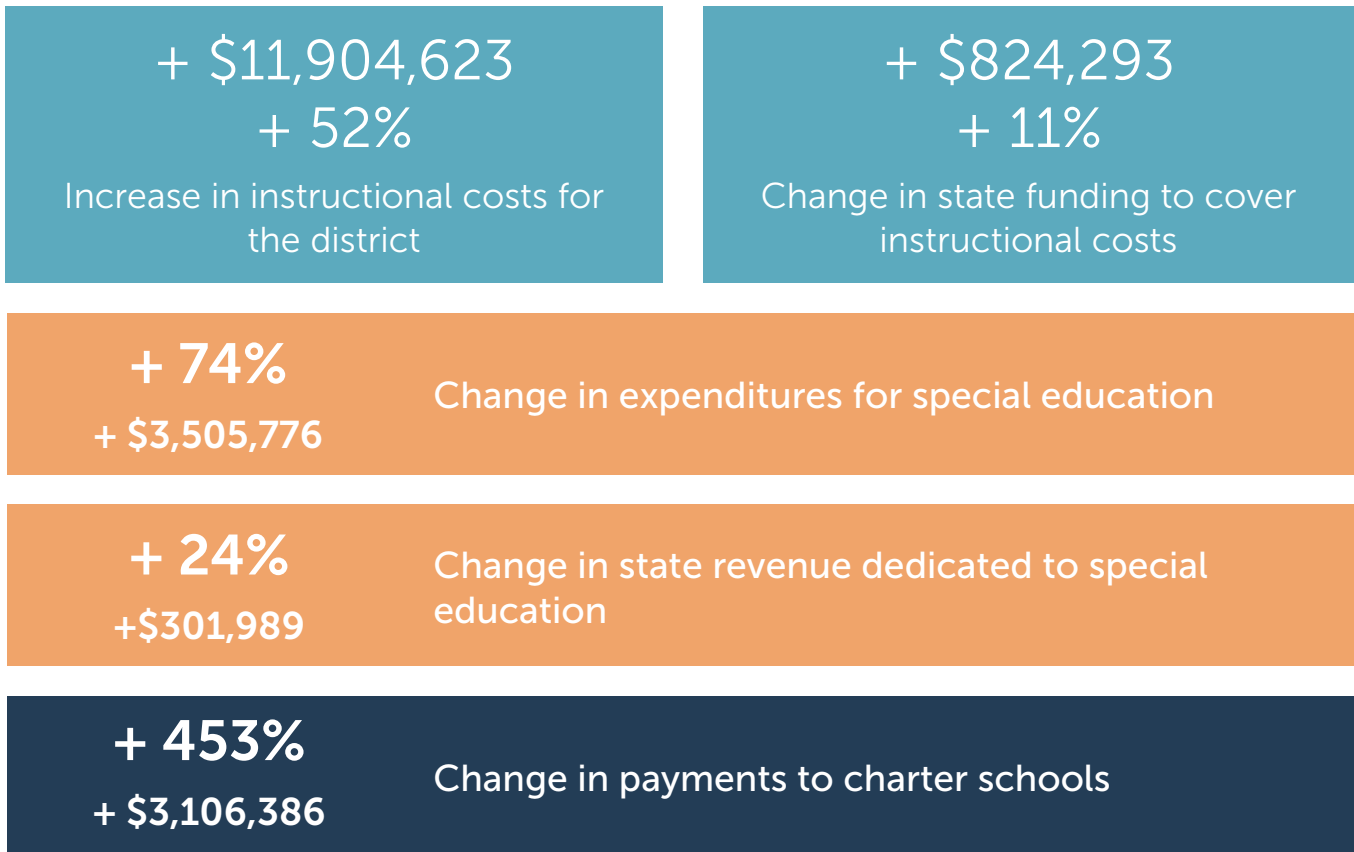 + $11,904,623
+ 52%
Increase in instructional costs for
the district
+ $824,293
+ 11%
Change in state funding to cover
instructional costs
+ 74%
+ $3,505,776
Change in expenditures for special education
+ 24%
+$301,989
Change in state revenue dedicated to special
education
+ 453%
+ $3,106,386
Change in payments to charter schools